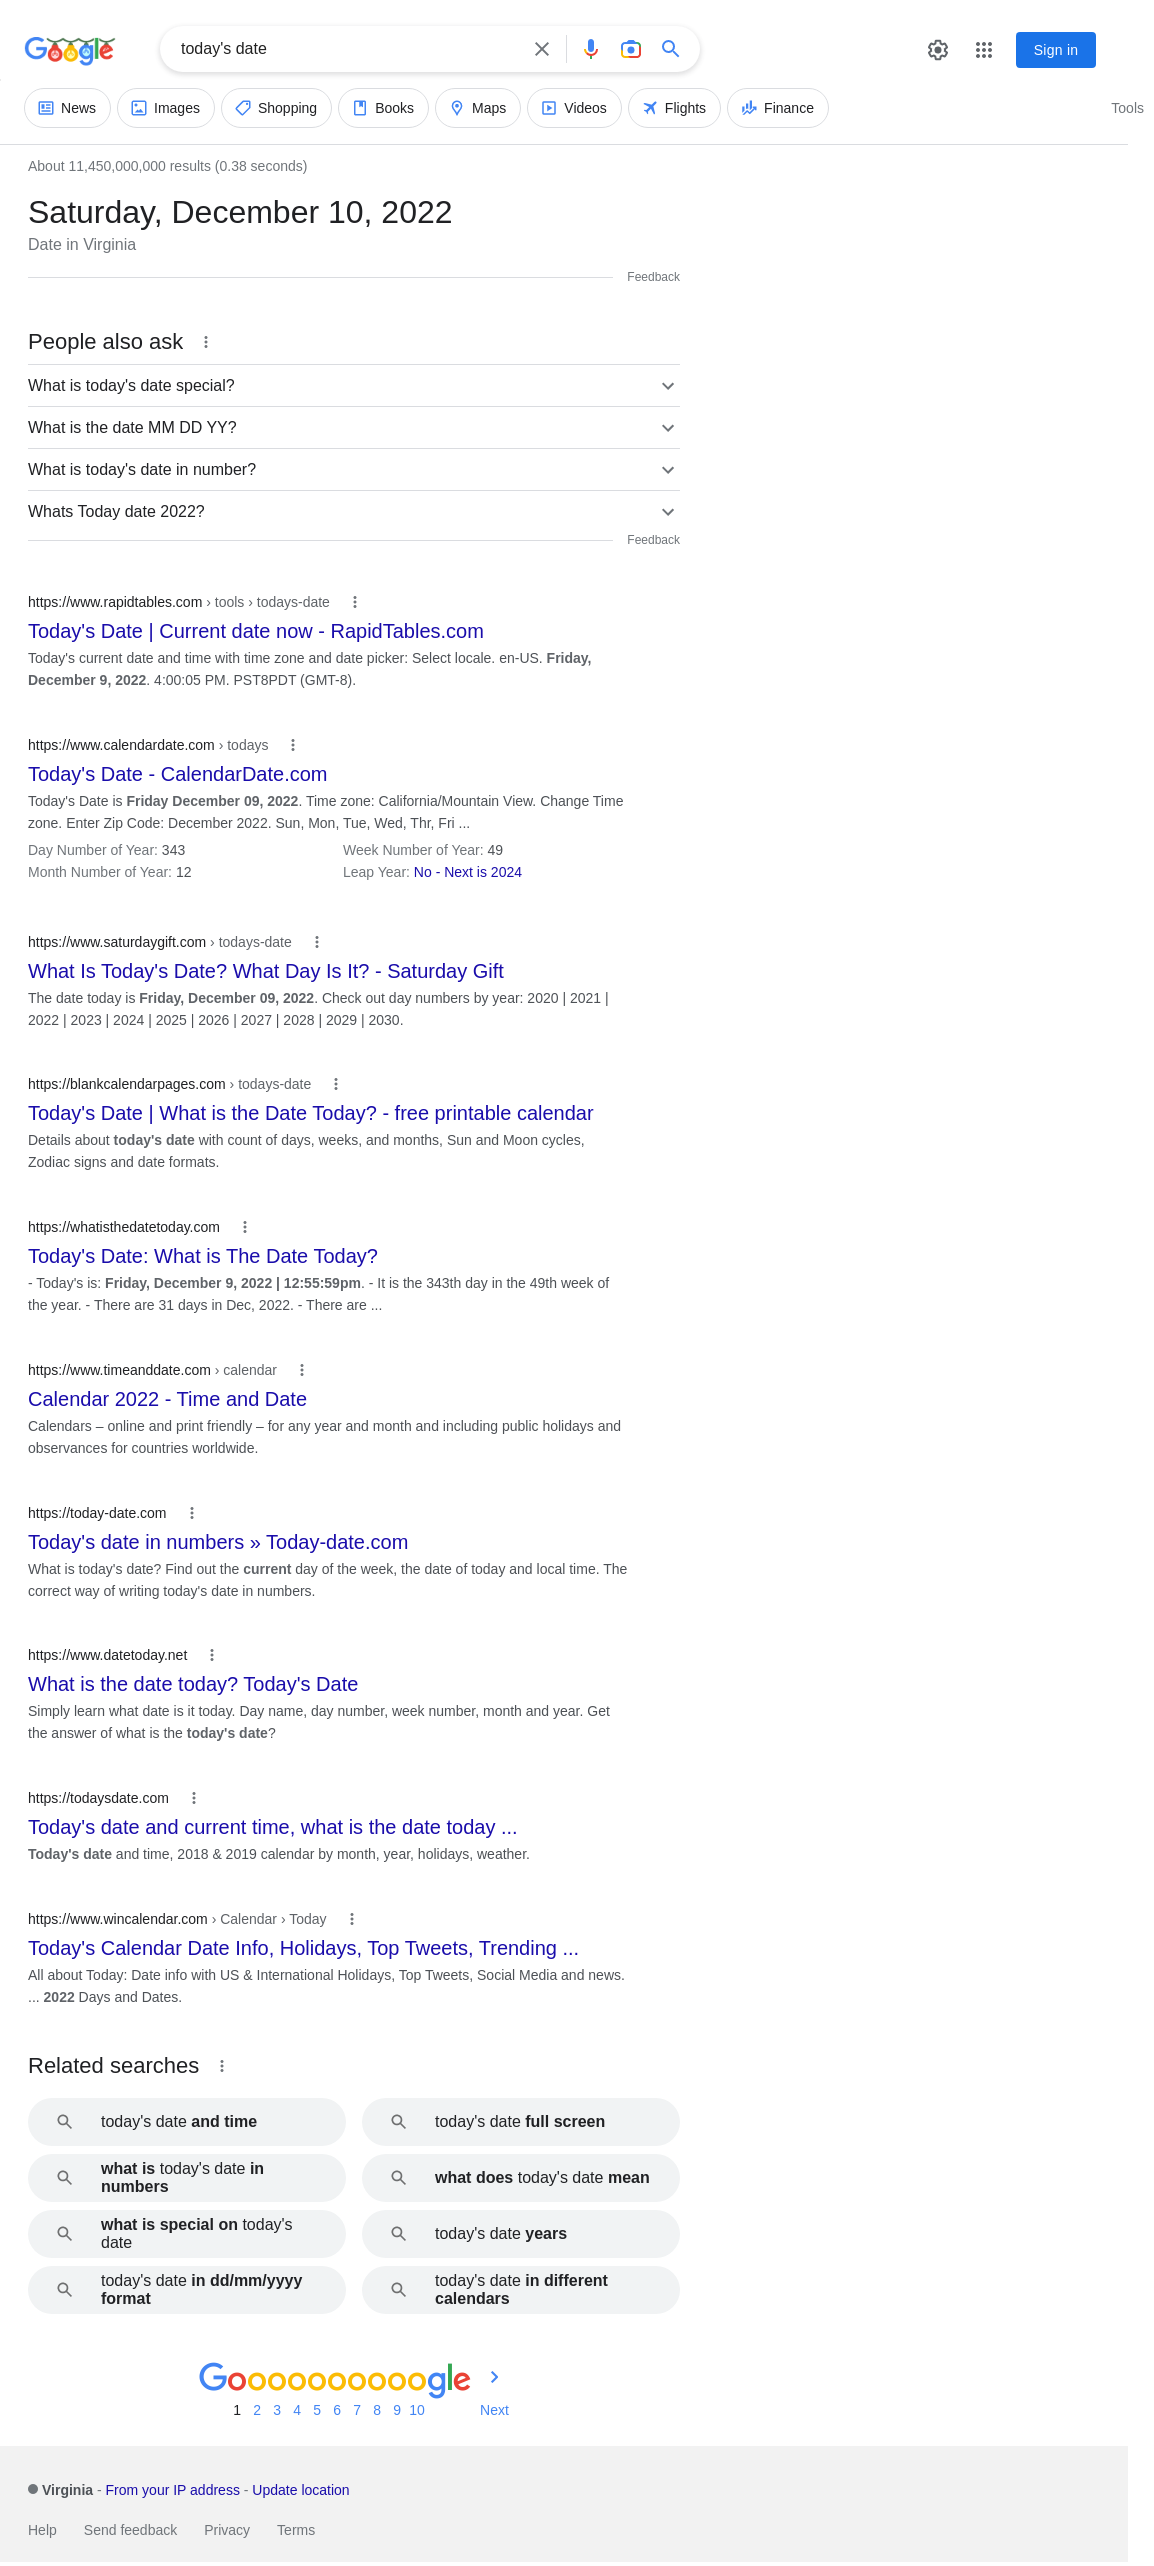 Google
today's date
Sign in
News
Images
Shopping
Books
Maps
Videos
Flights
Finance
Tools
About 11,450,000,000 results (0.38 seconds)
Saturday, December 10, 2022
Date in Virginia
Feedback
People also ask
What is today's date special?
What is the date MM DD YY?
What is today's date in number?
Whats Today date 2022?
Feedback
https://www.rapidtables.com › tools › todays-date
Today's Date | Current date now - RapidTables.com
Today's current date and time with time zone and date picker: Select locale. en-US. Friday,
December 9, 2022. 4:00:05 PM. PST8PDT (GMT-8).
https://www.calendardate.com › todays
Today's Date - CalendarDate.com
Today's Date is Friday December 09, 2022. Time zone: California/Mountain View. Change Time
zone. Enter Zip Code: December 2022. Sun, Mon, Tue, Wed, Thr, Fri ...
Day Number of Year: 343
Week Number of Year: 49
Month Number of Year: 12
Leap Year: No - Next is 2024
https://www.saturdaygift.com › todays-date
What Is Today's Date? What Day Is It? - Saturday Gift
The date today is Friday, December 09, 2022. Check out day numbers by year: 2020 | 2021 |
2022 | 2023 | 2024 | 2025 | 2026 | 2027 | 2028 | 2029 | 2030.
https://blankcalendarpages.com › todays-date
Today's Date | What is the Date Today? - free printable calendar
Details about today's date with count of days, weeks, and months, Sun and Moon cycles,
Zodiac signs and date formats.
https://whatisthedatetoday.com
Today's Date: What is The Date Today?
- Today's is: Friday, December 9, 2022 | 12:55:59pm. - It is the 343th day in the 49th week of
the year. - There are 31 days in Dec, 2022. - There are ...
https://www.timeanddate.com › calendar
Calendar 2022 - Time and Date
Calendars – online and print friendly – for any year and month and including public holidays and
observances for countries worldwide.
https://today-date.com
Today's date in numbers » Today-date.com
What is today's date? Find out the current day of the week, the date of today and local time. The
correct way of writing today's date in numbers.
https://www.datetoday.net
What is the date today? Today's Date
Simply learn what date is it today. Day name, day number, week number, month and year. Get
the answer of what is the today's date?
https://todaysdate.com
Today's date and current time, what is the date today ...
Today's date and time, 2018 & 2019 calendar by month, year, holidays, weather.
https://www.wincalendar.com › Calendar › Today
Today's Calendar Date Info, Holidays, Top Tweets, Trending ...
All about Today: Date info with US & International Holidays, Top Tweets, Social Media and news.
... 2022 Days and Dates.
Related searches
today's date and time
today's date full screen
what is today's date in
numbers
what does today's date mean
what is special on today's
date
today's date years
today's date in dd/mm/yyyy
format
today's date in different
calendars
Goooooooooogle
1 2 3 4 5 6 7 8 9 10 Next
Virginia - From your IP address - Update location
Help Send feedback Privacy Terms